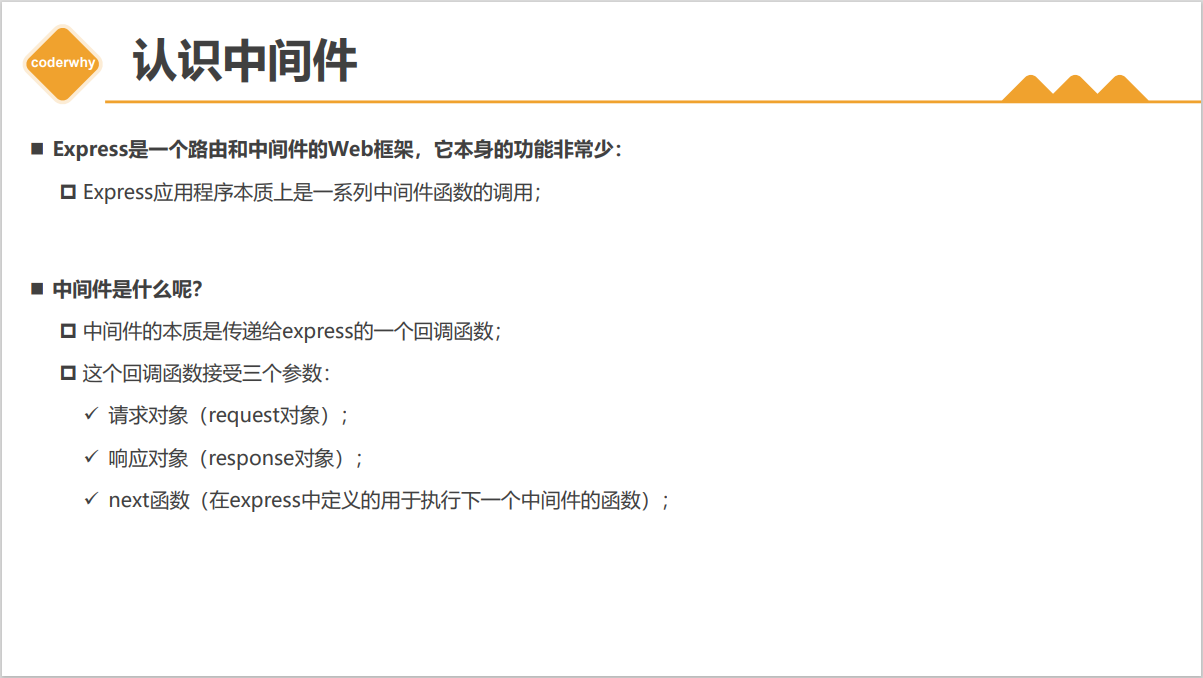 coderwhy
认识中间件
Express是一个路由和中间件的Web框架，它本身的功能非常少：
Express应用程序本质上是一系列中间件函数的调用；
中间件是什么呢？
中间件的本质是传递给express的一个回调函数；
这个回调函数接受三个参数：
请求对象（request对象）；
响应对象（response对象）；
next函数（在express中定义的用于执行下一个中间件的函数）；